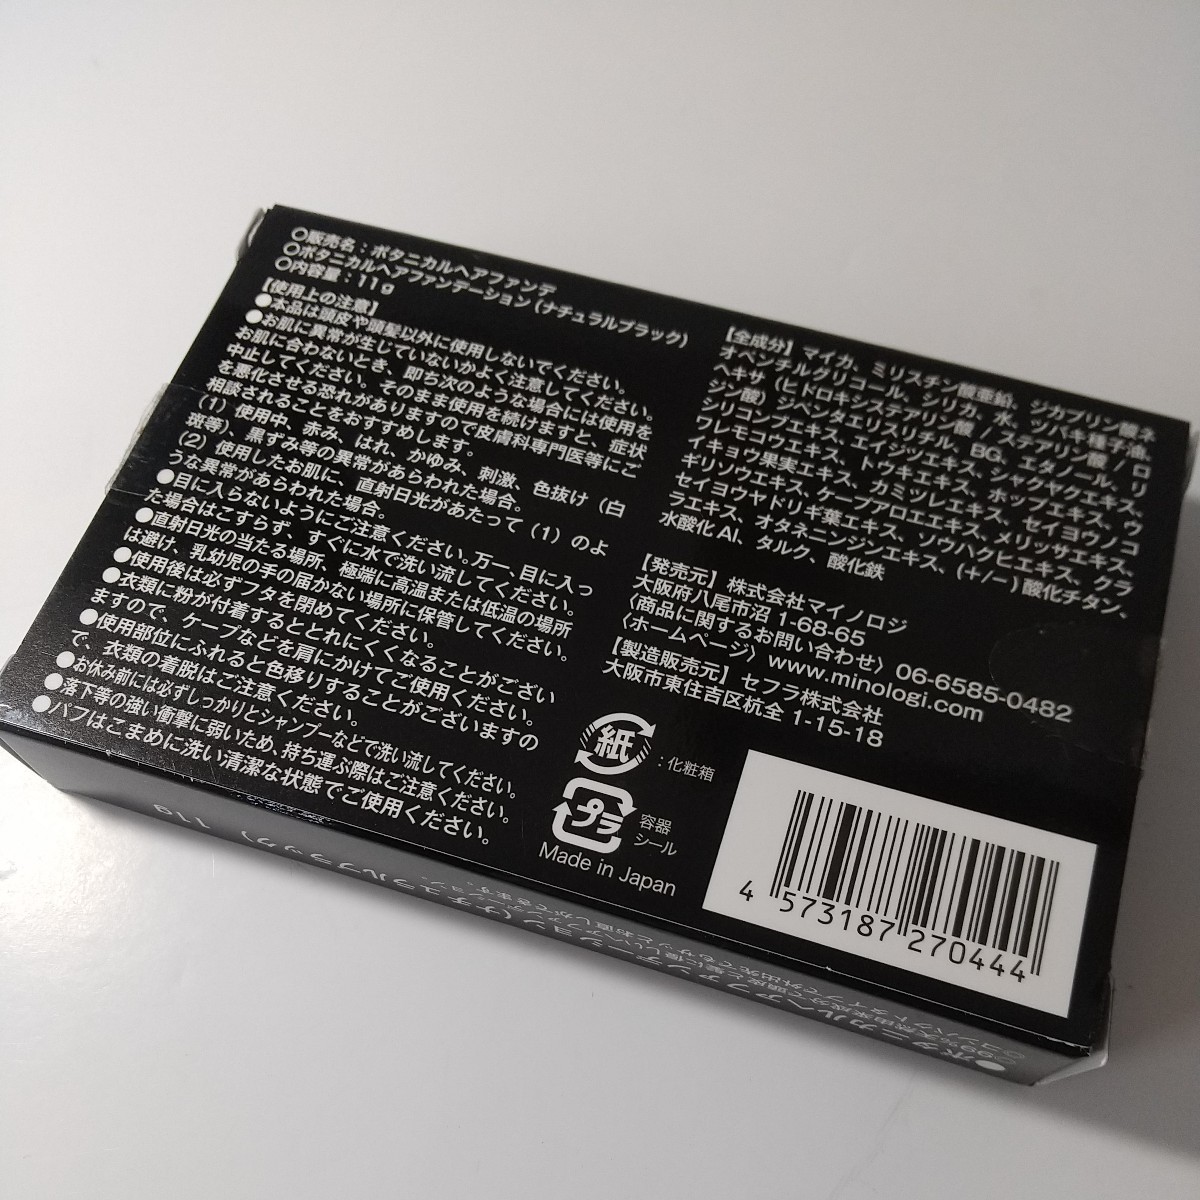 〇販売名：ボタニカルヘアファンデ
〇ボタニカルヘアファンデーション（ナチュラルブラック）
〇内容量：11g
【使用上の注意】
●本品は頭皮や頭髪以外に使用しないでください。
●お肌に異常が生じていないかよく注意してください。
お肌に合わないとき、即ち次のような場合には使用を
中止してください。そのまま使用を続けますと、症状
を悪化させる恐れがありますので皮膚科専門医等にご
相談されることをおすすめします。
（1）使用中、赤み、はれ、かゆみ、刺激、色抜け（白
斑等）、黒ずみ等の異常があらわれた場合。
（2）使用したお肌に、直射日光があたって（1）のよ
うな異常があらわれた場合。
●目に入らないようにご注意ください。万一、目に入っ
た場合はこすらず、すぐに水で洗い流してください。
●直射日光の当たる場所、極端に高温または低温の場所
は避け、乳幼児の手の届かない場所に保管してください。
●使用後は必ずフタを閉めてください。
●衣類に粉が付着するととれにくくなることがござい
ますので、ケープなどを肩にかけてご使用ください。
●使用部位にふれると色移りすることがございますの
で、衣類の着脱はご注意ください。
●お休み前には必ずしっかりとシャンプーなどで洗い流してください。
●落下等の強い衝撃に弱いため、持ち運ぶ際はご注意ください。
●パフはこまめに洗い清潔な状態でご使用ください。
【全成分】マイカ、ミリスチン酸亜鉛、ジカプリン酸ネ
オペンチルグリコール、シリカ、水、ツバキ種子油、
ヘキサ（ヒドロキシステアリン酸／ステアリン酸／ロ
ジン酸）ジペンタエリスリチル、BG、エタノール、ワ
シリコンブエキス、エイジツエキス、シャクヤクエキス、
ワレモコウエキス、トウキエキス、ホップエキス、ウ
イキョウ果実エキス、カミツレエキス、セイヨウノコ
ギリソウエキス、ケープアロエエキス、メリッサエキス、
セイヨウヤドリギ葉エキス、ソウハクヒエキス、グラ
ラエキス、オタネニンジンエキス、（+/−）酸化チタン、
水酸化Al、タルク、酸化鉄
【発売元】株式会社マイノロジ
大阪府八尾市沼 1-68-65
〈商品に関するお問い合わせ〉06-6585-0482
〈ホームページ〉www.minologi.com
【製造販売元】セフラ株式会社
大阪市東住吉区杭全 1-15-18
紙：化粧箱
プラ 容器
シール
Made in Japan
4 573187 270444
●ボタニカルヘアファンデーション（ナチュラルブラック） 11g